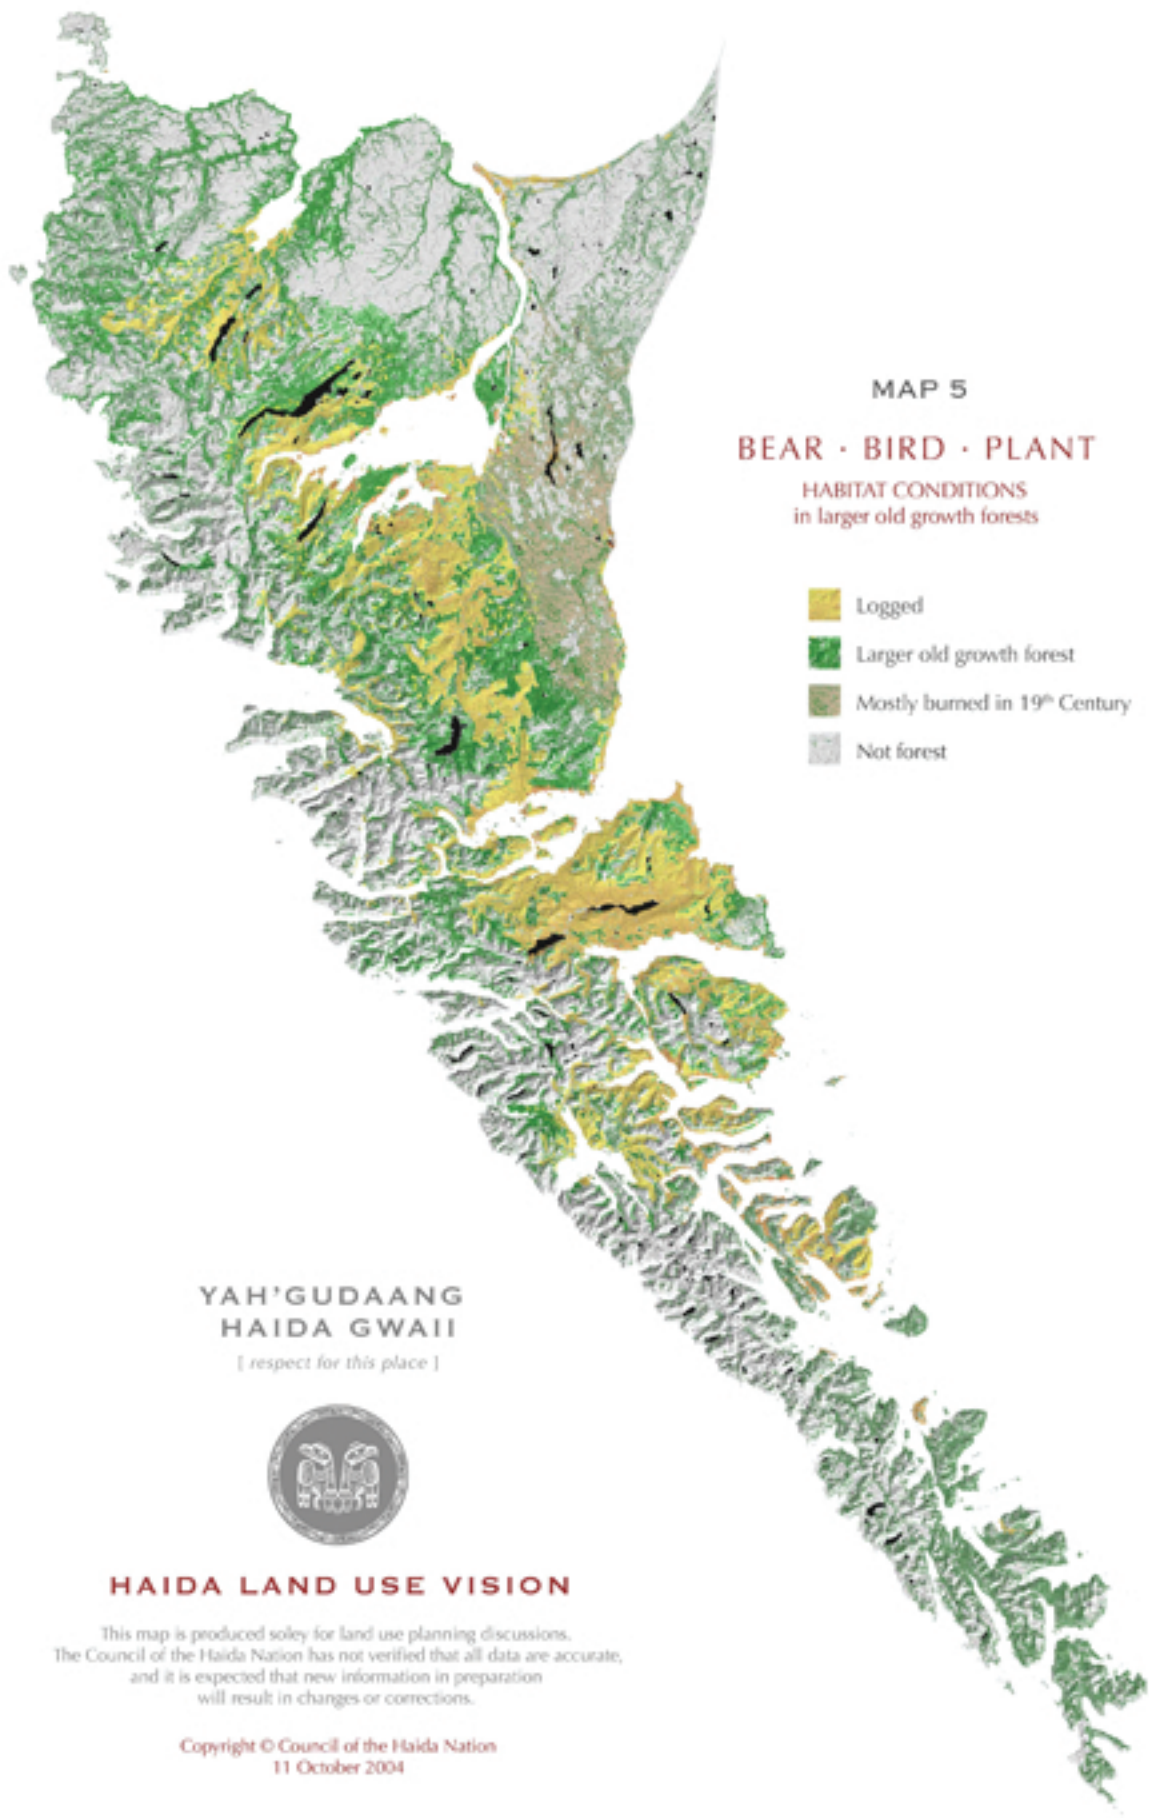 MAP 5
BEAR · BIRD · PLANT
HABITAT CONDITIONS
in larger old growth forests
Logged
Larger old growth forest
Mostly burned in 19th Century
Not forest
YAH'GUDAANG
HAIDA GWAII
[ respect for this place ]
HAIDA LAND USE VISION
This map is produced soley for land use planning discussions.
The Council of the Haida Nation has not verified that all data are accurate,
and it is expected that new information in preparation
will result in changes or corrections.
Copyright © Council of the Haida Nation
11 October 2004